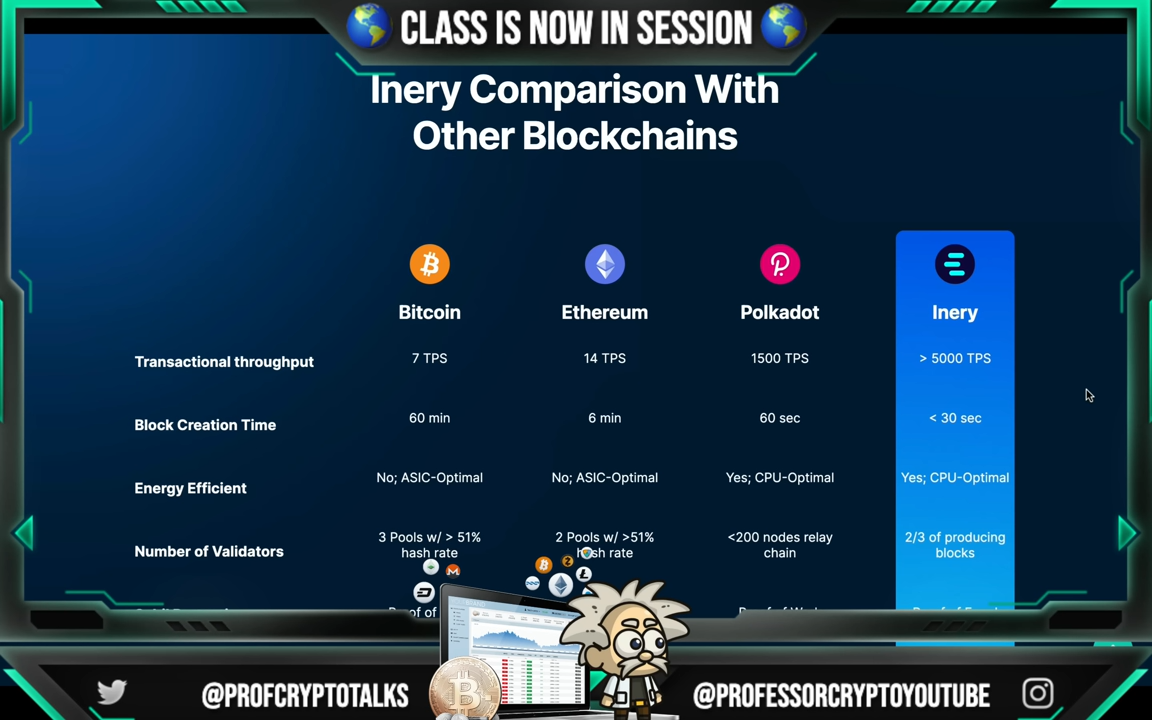 CLASS IS NOW IN SESSION
Inery Comparison With
Other Blockchains
Bitcoin
Ethereum
Polkadot
Inery
Transactional throughput
7 TPS
14 TPS
1500 TPS
> 5000 TPS
Block Creation Time
60 min
6 min
60 sec
< 30 sec
Energy Efficient
No; ASIC-Optimal
No; ASIC-Optimal
Yes; CPU-Optimal
Yes; CPU-Optimal
Number of Validators
3 Pools w/ > 51%
hash rate
2 Pools w/ >51%
hash rate
<200 nodes relay
chain
2/3 of producing
blocks
@PROFCRYPTOTALKS
@PROFESSORCRYPTOYOUTUBE